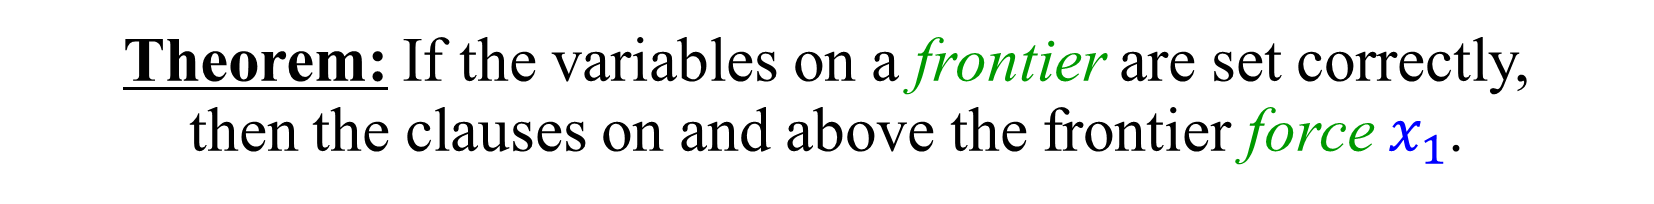 Theorem: If the variables on a frontier are set correctly,
then the clauses on and above the frontier force x₁.